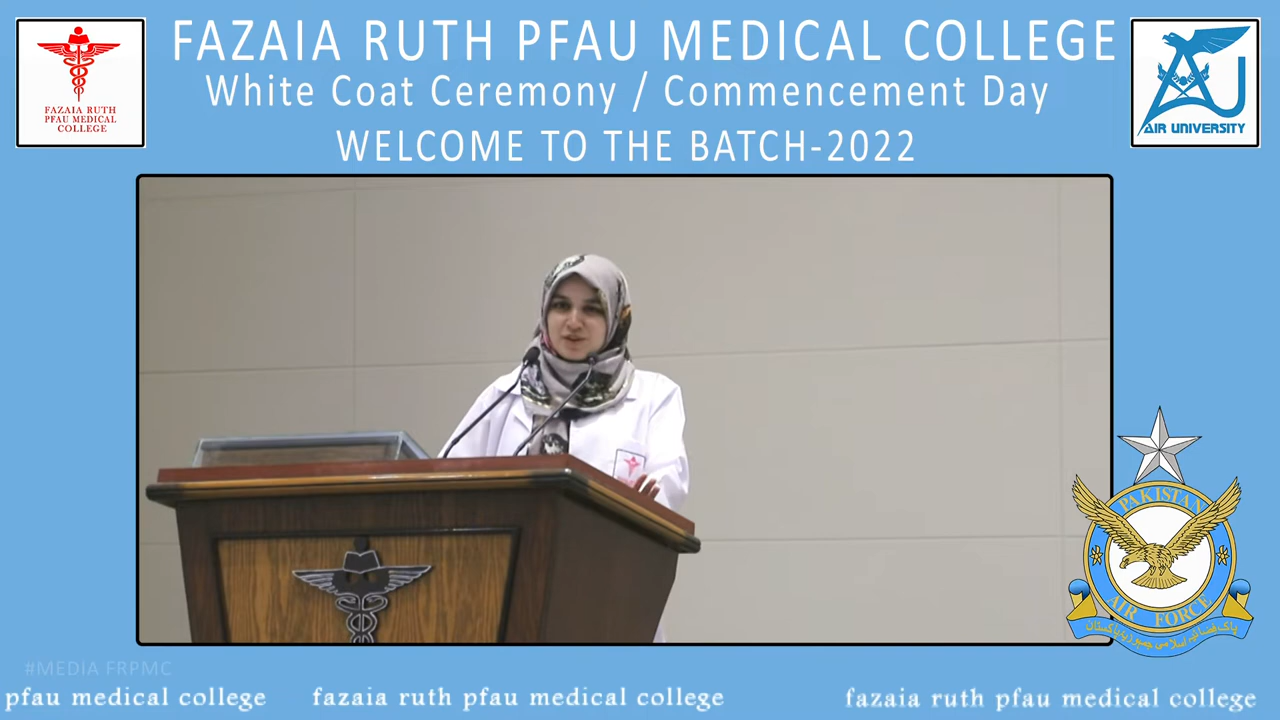 FAZAIA RUTH PFAU MEDICAL COLLEGE
White Coat Ceremony / Commencement Day
WELCOME TO THE BATCH-2022
FAZAIA RUTH
PFAU MEDICAL
COLLEGE
AIR UNIVERSITY
PAKISTAN
AIR FORCE
#MEDIA FRPMC
pfau medical college
fazaia ruth pfau medical college
fazaia ruth pfau medical college